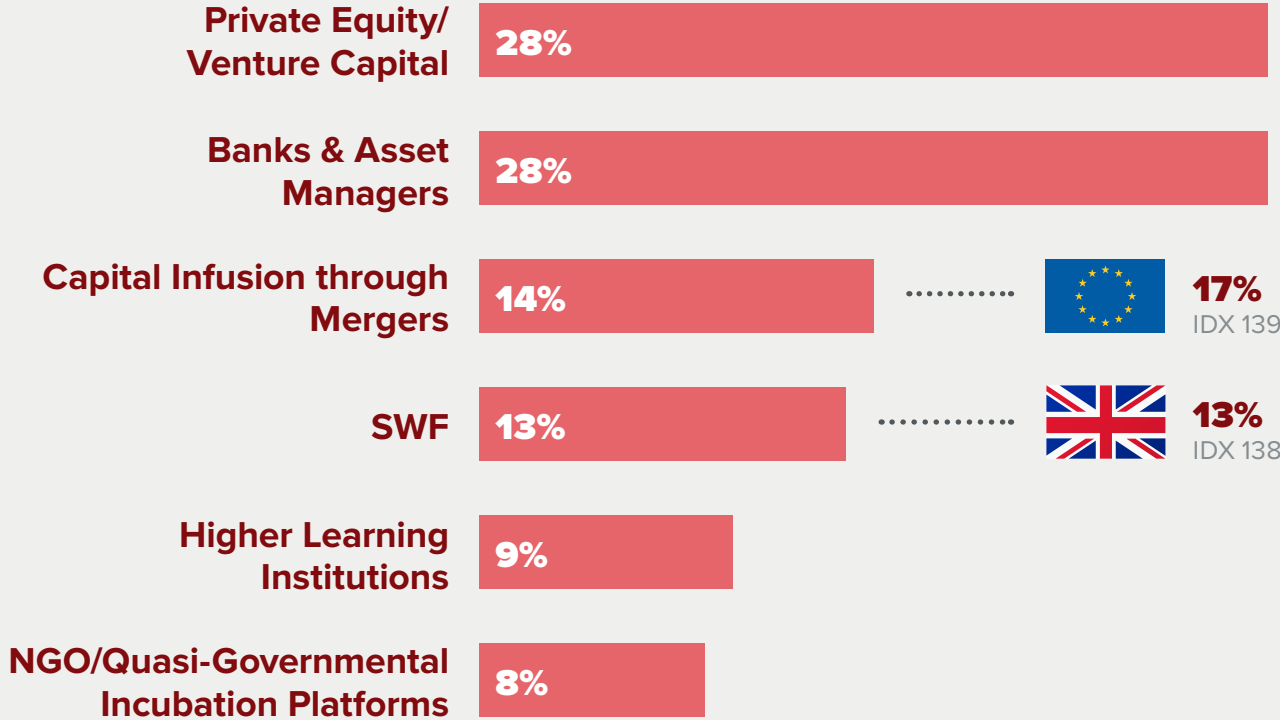 Private Equity/
Venture Capital
28%
Banks & Asset
Managers
28%
Capital Infusion through
Mergers
14%
17%
IDX 139
SWF
13%
13%
IDX 138
Higher Learning
Institutions
9%
NGO/Quasi-Governmental
Incubation Platforms
8%